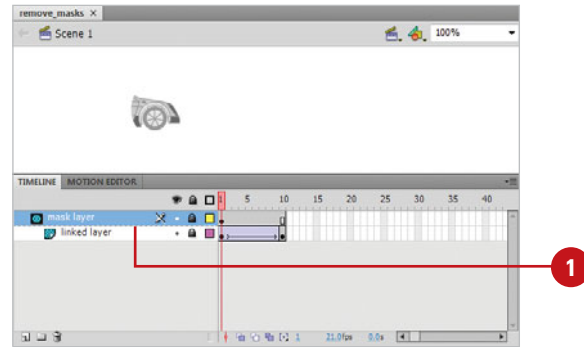 remove_masks ×
Scene 1
100%
TIMELINE MOTION EDITOR
1 5 10 15 20 25 30 35 40
mask layer
linked layer
1
1 21.0fps 0.0s